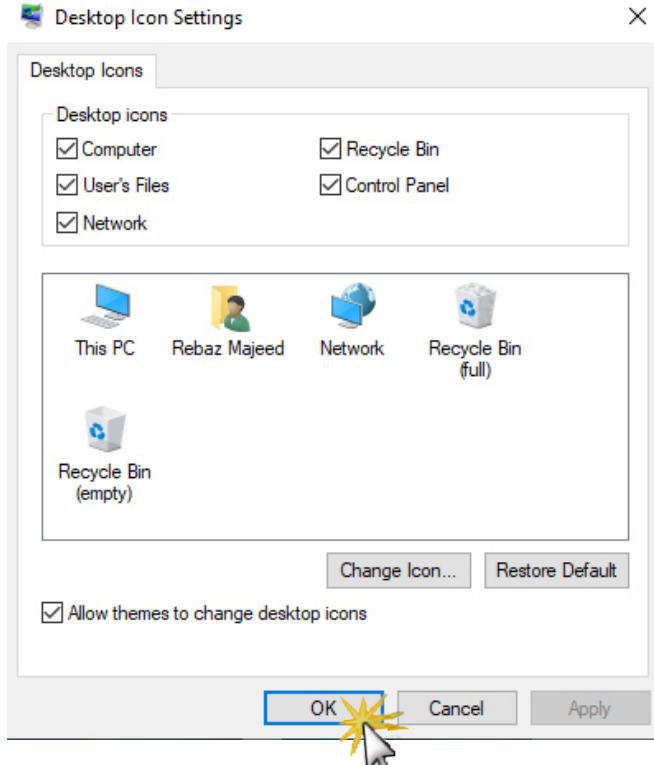 Desktop Icon Settings
Desktop Icons
Desktop icons
Computer
Recycle Bin
User's Files
Control Panel
Network
This PC
Rebaz Majeed
Network
Recycle Bin
(full)
Recycle Bin
(empty)
Change Icon...
Restore Default
Allow themes to change desktop icons
OK
Cancel
Apply